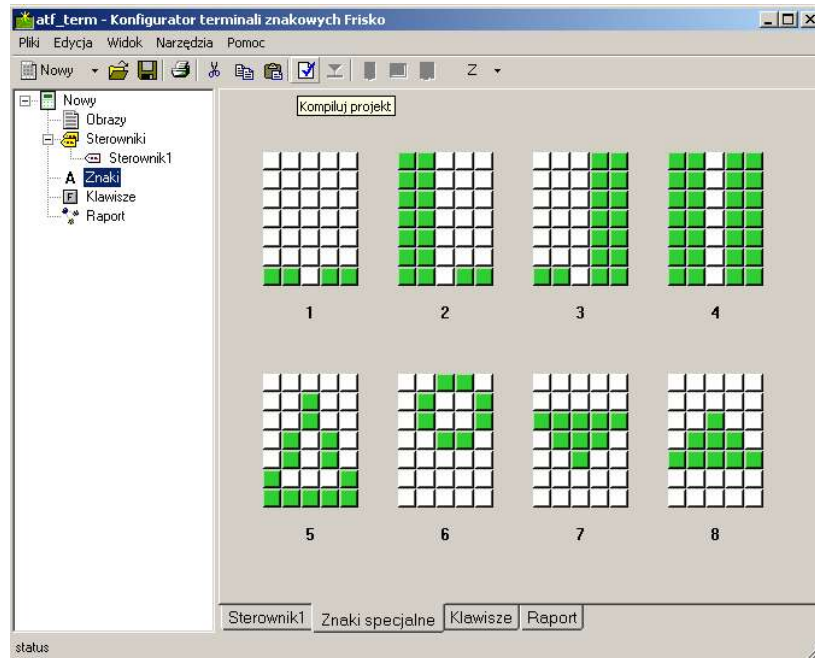 atf_term - Konfigurator terminali znakowych Frisko
Pliki Edycja Widok Narzędzia Pomoc
Nowy Z
Kompiluj projekt
Nowy
Obrazy
Sterowniki
Sterownik1
A Znaki
F Klawisze
Raport
1 2 3 4
5 6 7 8
Sterownik1 Znaki specjalne Klawisze Raport
status